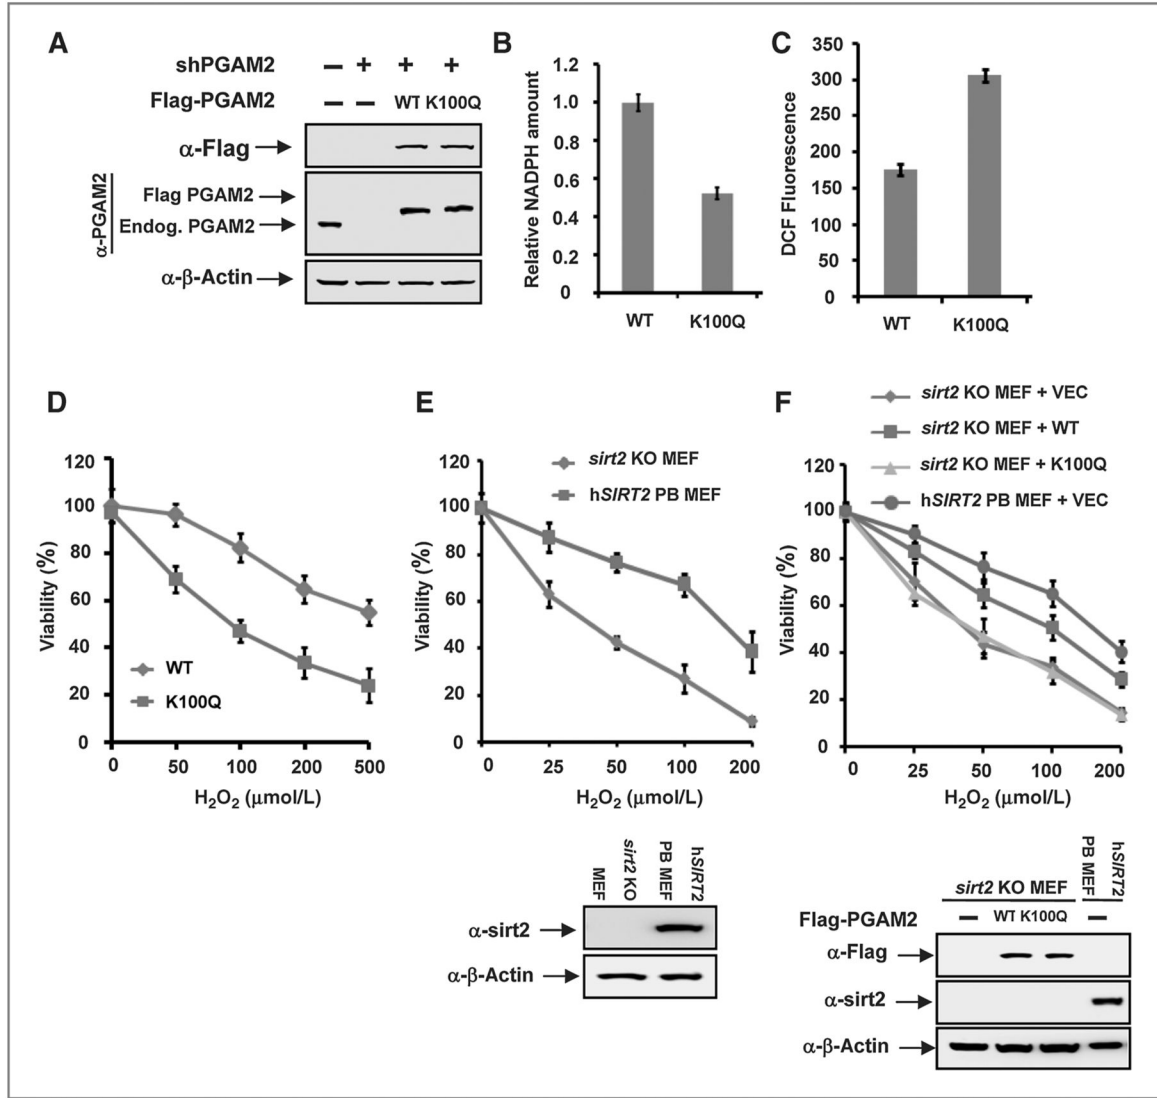 A
shPGAM2 – + + +
Flag-PGAM2 – – WT K100Q
α-Flag
α-PGAM2
Flag PGAM2
Endog. PGAM2
α-β-Actin
B
Relative NADPH amount
1.2
1.0
0.8
0.6
0.4
0.2
0
WT K100Q
C
DCF Fluorescence
350
300
250
200
150
100
50
0
WT K100Q
D
Viability (%)
120
100
80
60
40
20
0
WT
K100Q
0 50 100 200 500
H2O2 (μmol/L)
E
sirt2 KO MEF
hSIRT2 PB MEF
Viability (%)
120
100
80
60
40
20
0
0 25 50 100 200
H2O2 (μmol/L)
MEF
sirt2 KO
PB MEF
hSIRT2
α-sirt2
α-β-Actin
F
sirt2 KO MEF + VEC
sirt2 KO MEF + WT
sirt2 KO MEF + K100Q
hSIRT2 PB MEF + VEC
Viability (%)
120
100
80
60
40
20
0
0 25 50 100 200
H2O2 (μmol/L)
sirt2 KO MEF
PB MEF
hSIRT2
Flag-PGAM2 – WT K100Q –
α-Flag
α-sirt2
α-β-Actin